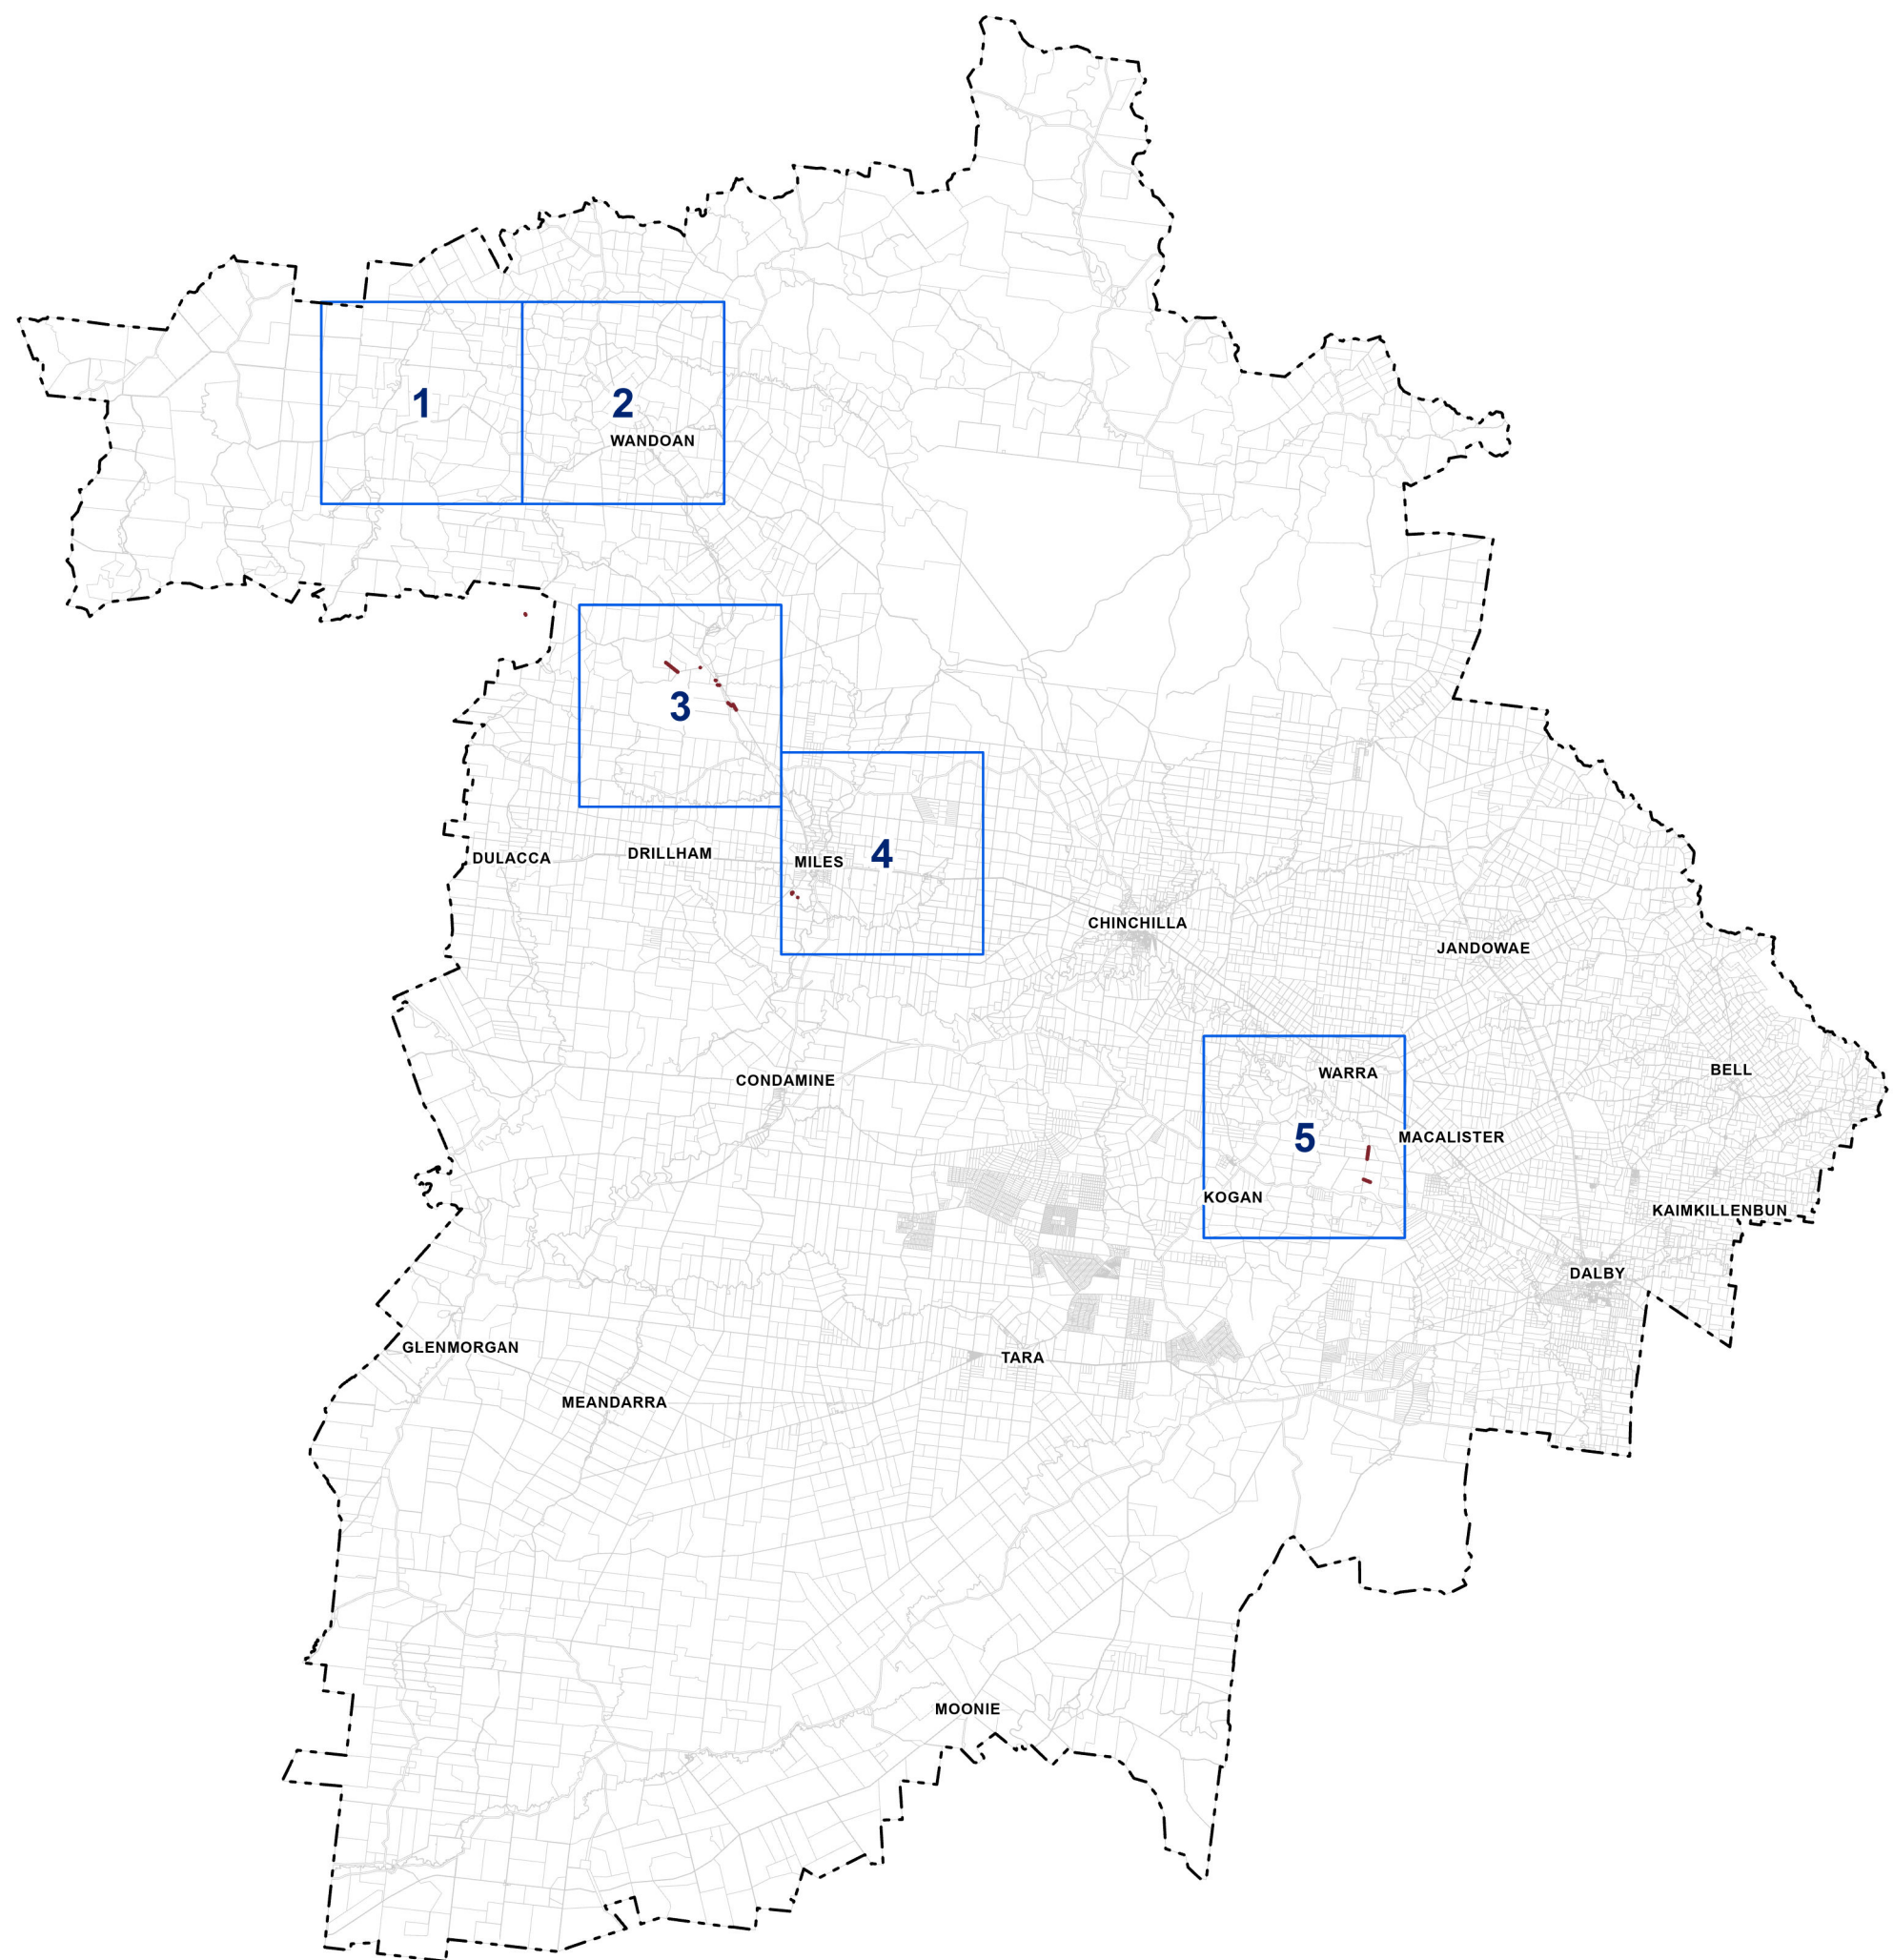 1
2
WANDOAN
3
DULACCA
DRILLHAM
MILES
4
CHINCHILLA
JANDOWAE
CONDAMINE
WARRA
BELL
5
MACALISTER
KOGAN
KAIMKILLENBUN
DALBY
GLENMORGAN
TARA
MEANDARRA
MOONIE